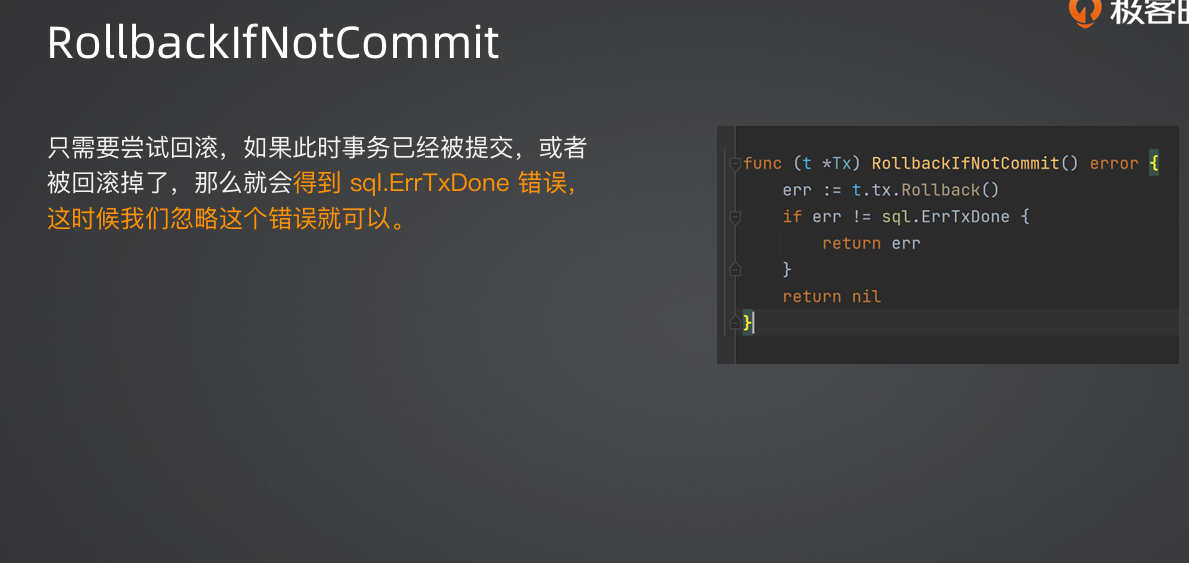 极客时
RollbackIfNotCommit
只需要尝试回滚，如果此时事务已经被提交，或者
被回滚掉了，那么就会得到 sql.ErrTxDone 错误，
这时候我们忽略这个错误就可以。
func (t *Tx) RollbackIfNotCommit() error {
    err := t.tx.Rollback()
    if err != sql.ErrTxDone {
        return err
    }
    return nil
}